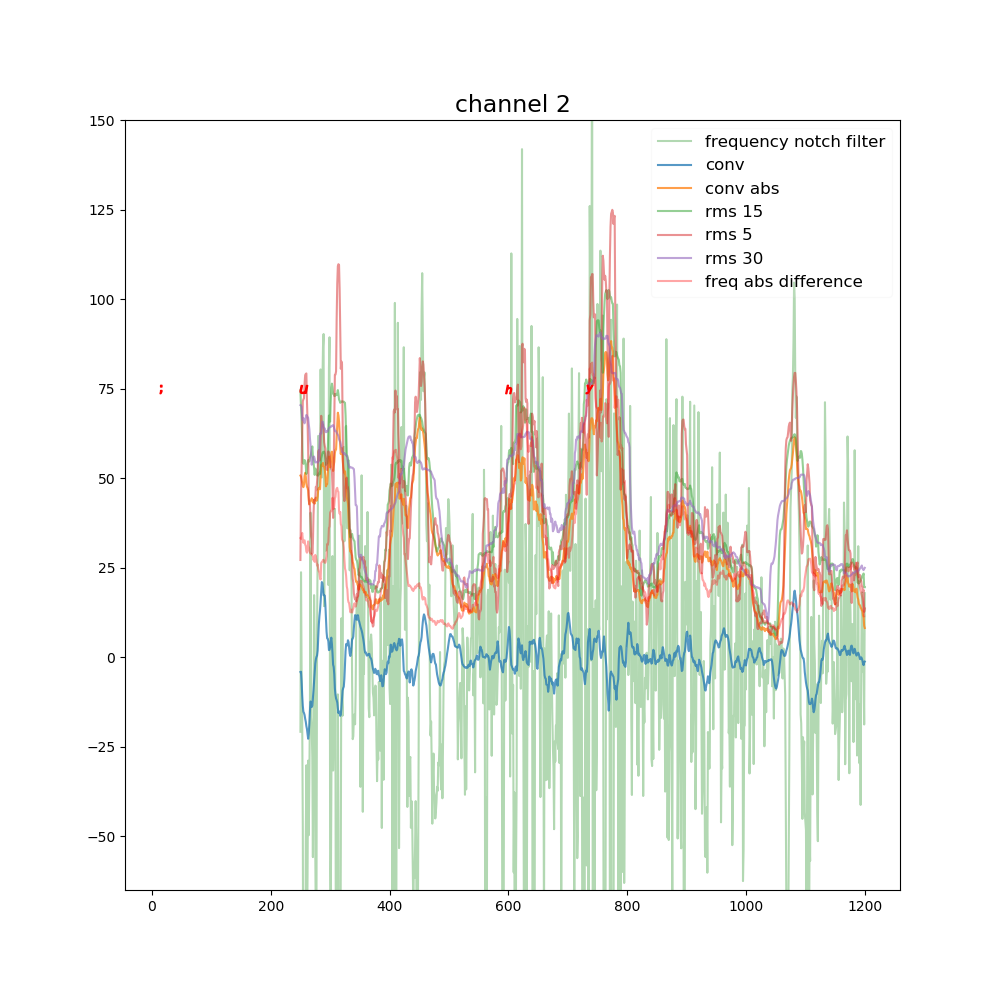 channel 2
150
frequency notch filter
conv
conv abs
rms 15
rms 5
rms 30
freq abs difference
125
100
75
; u h y
50
25
0
−25
−50
0 200 400 600 800 1000 1200